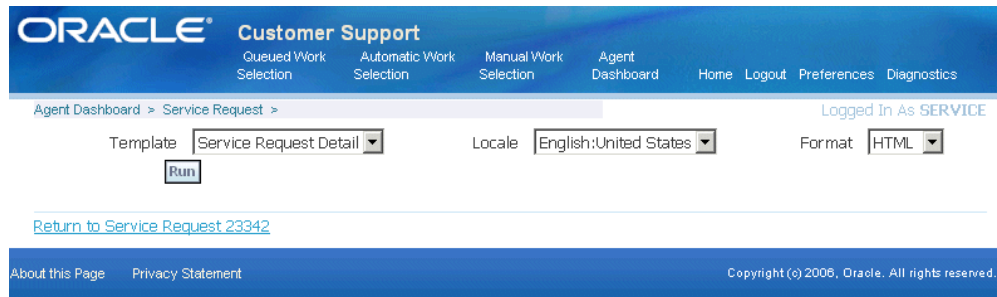 ORACLE® Customer Support
Queued Work Selection
Automatic Work Selection
Manual Work Selection
Agent Dashboard
Home Logout Preferences Diagnostics
Agent Dashboard > Service Request >
Logged In As SERVICE
Template Service Request Detail Locale English:United States Format HTML
Run
Return to Service Request 23342
About this Page Privacy Statement Copyright (c) 2006, Oracle. All rights reserved.